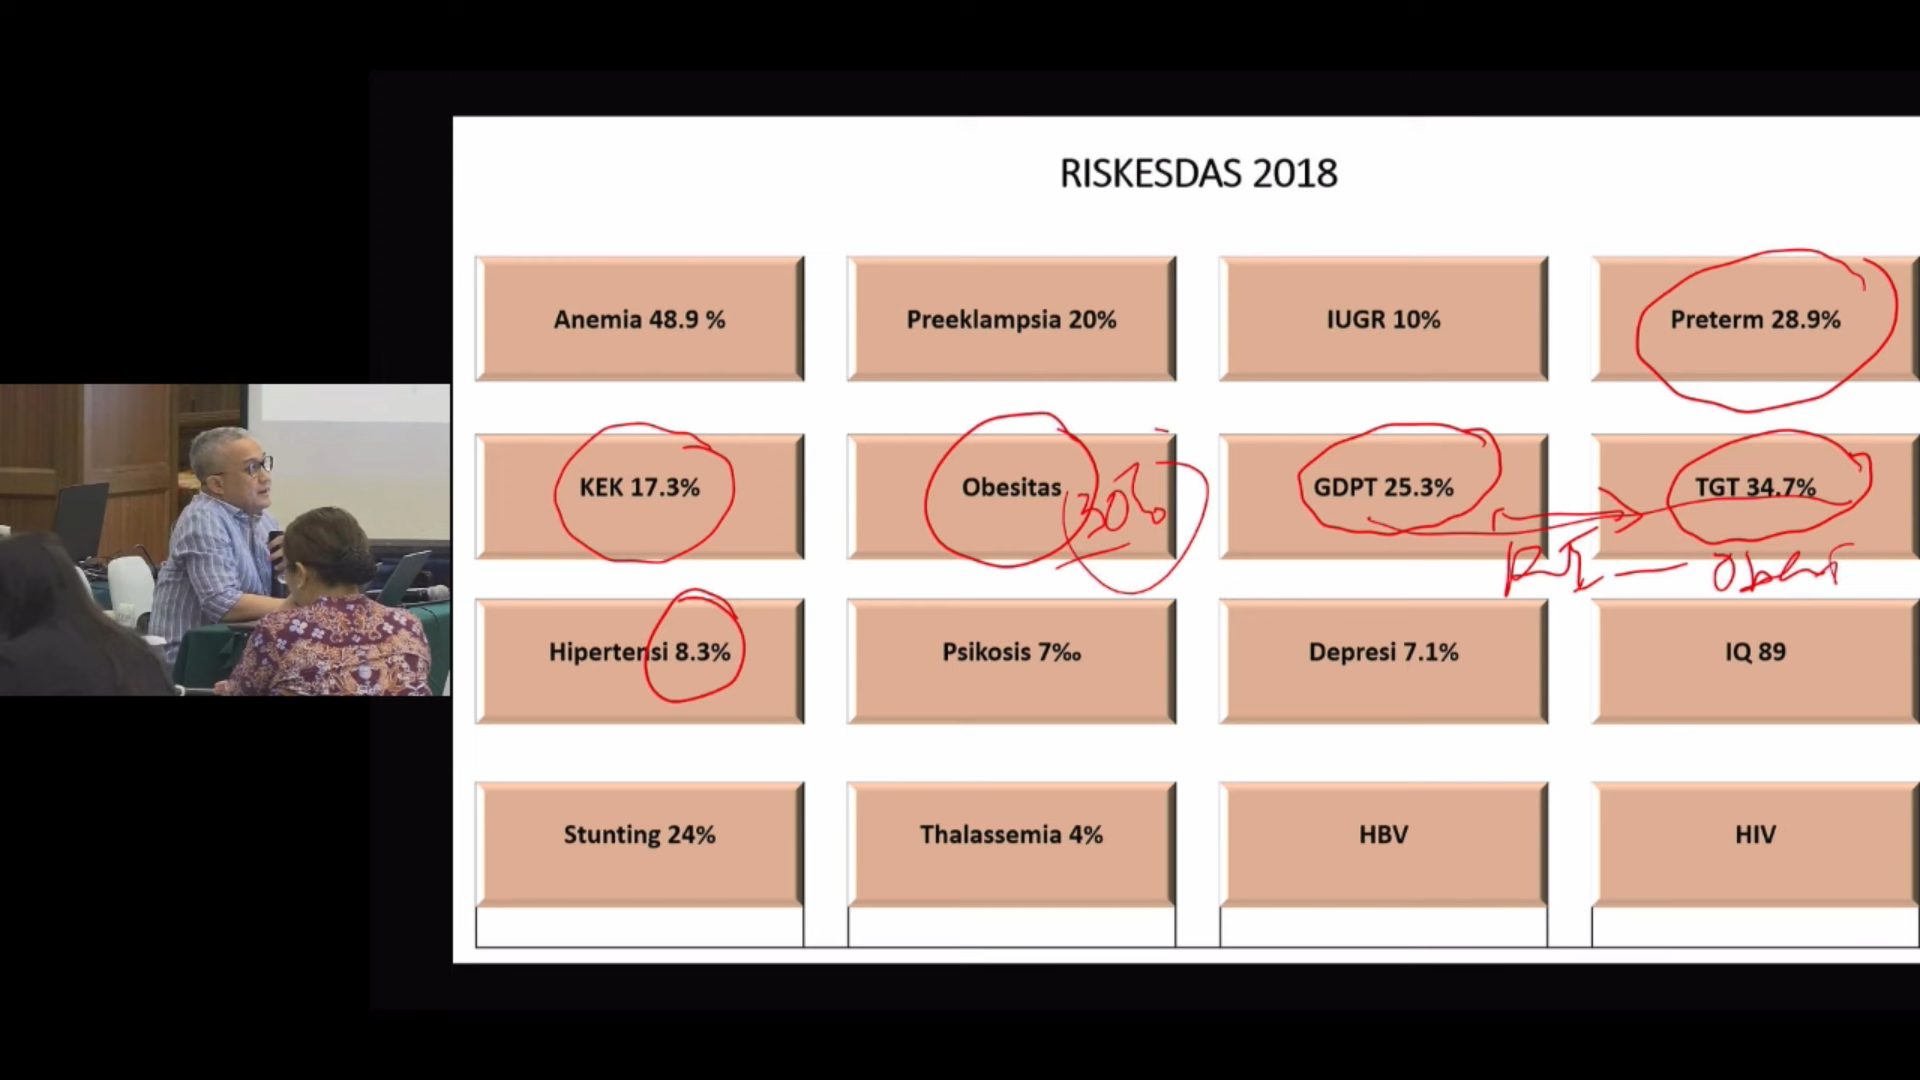 RISKESDAS 2018
Anemia 48.9 %
Preeklampsia 20%
IUGR 10%
Preterm 28.9%
KEK 17.3%
Obesitas
30%
GDPT 25.3%
TGT 34.7%
Hipertensi 8.3%
Psikosis 7‰
Depresi 7.1%
IQ 89
Stunting 24%
Thalassemia 4%
HBV
HIV